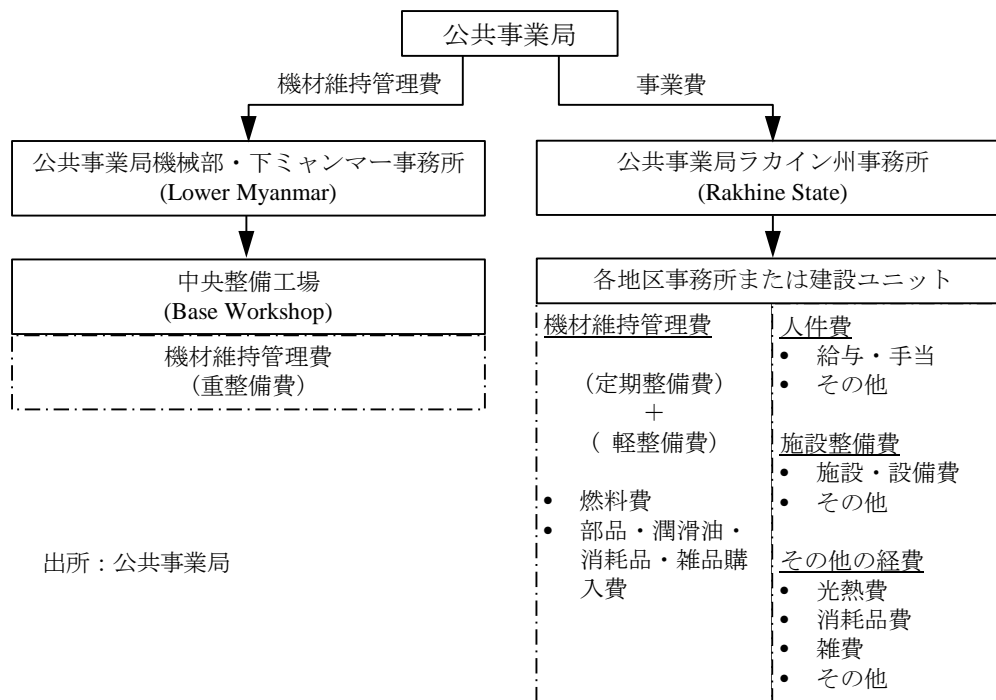 公共事業局
機材維持管理費
事業費
公共事業局機械部・下ミャンマー事務所
(Lower Myanmar)
公共事業局ラカイン州事務所
(Rakhine State)
中央整備工場
(Base Workshop)
機材維持管理費
（重整備費）
各地区事務所または建設ユニット
機材維持管理費
（定期整備費）
＋
（ 軽整備費）
• 燃料費
• 部品・潤滑油・
消耗品・雑品購
入費
人件費
• 給与・手当
• その他
施設整備費
• 施設・設備費
• その他
その他の経費
• 光熱費
• 消耗品費
• 雑費
• その他
出所：公共事業局